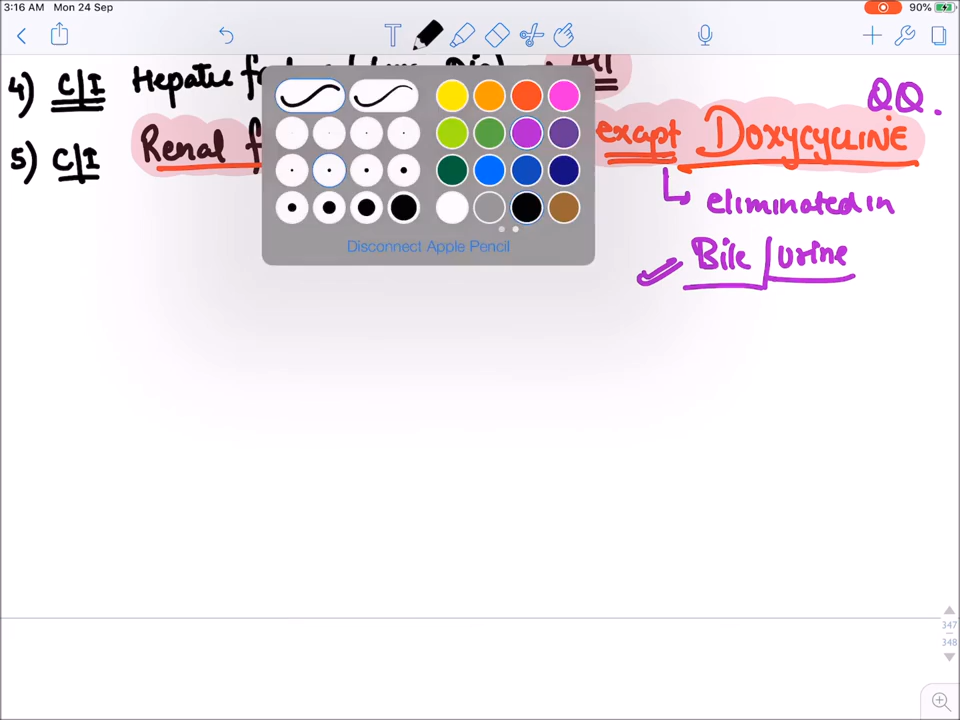 3:16 AM Mon 24 Sep 90%
T
4) C/I Hepatic
QQ.
5) C/I Renal f exapt DOXYCYCLINE
eliminated in
Bile / urine
Disconnect Apple Pencil
347
348